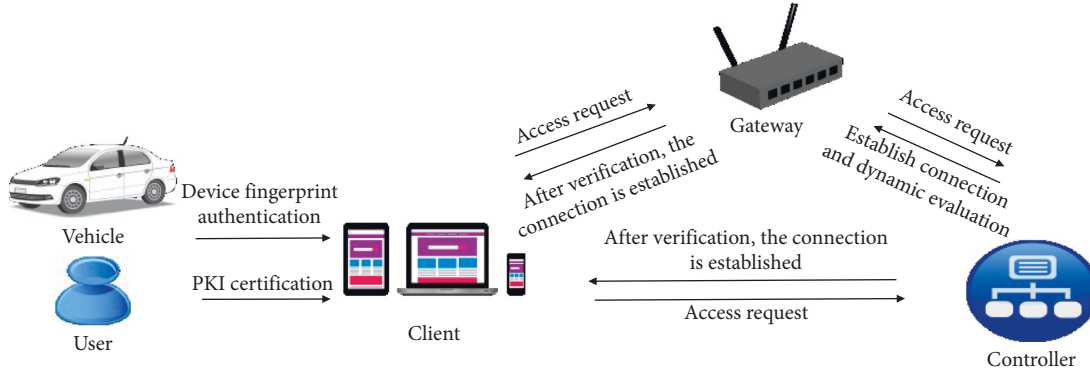 Vehicle
User
Device fingerprint
authentication
PKI certification
Client
Access request
After verification, the
connection is established
Gateway
Access request
Establish connection
and dynamic evaluation
After verification, the connection
is established
Access request
Controller